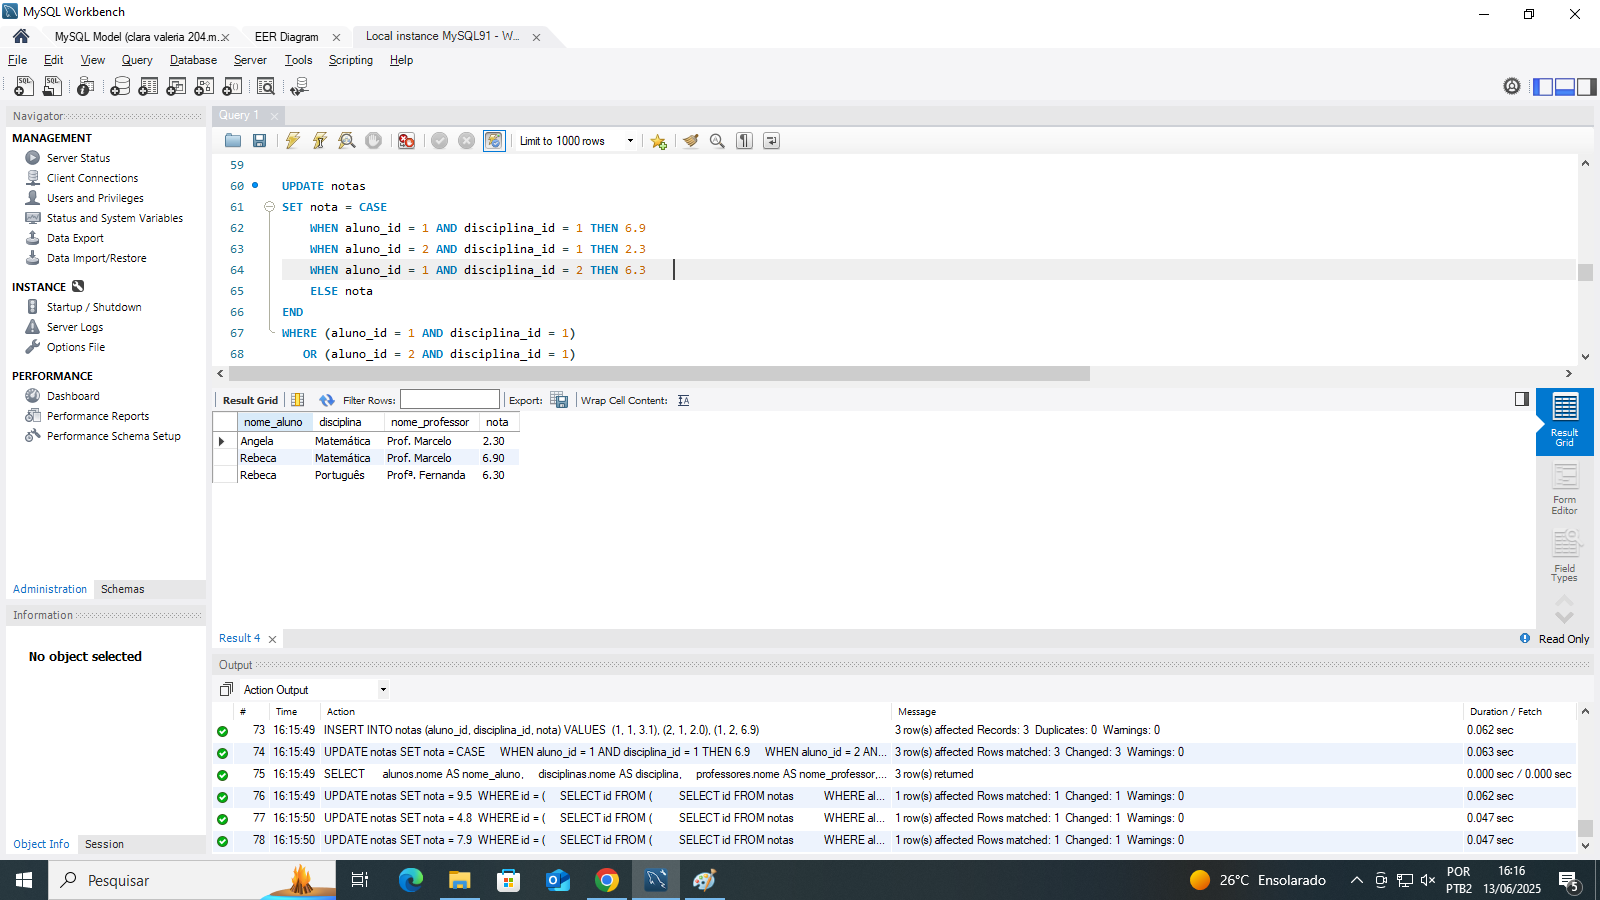 MySQL Workbench
MySQL Model (clara valeria 204.m...
EER Diagram
Local instance MySQL91 - W...
File Edit View Query Database Server Tools Scripting Help
Navigator
MANAGEMENT
Server Status
Client Connections
Users and Privileges
Status and System Variables
Data Export
Data Import/Restore
INSTANCE
Startup / Shutdown
Server Logs
Options File
PERFORMANCE
Dashboard
Performance Reports
Performance Schema Setup
Administration Schemas
Information
No object selected
Object Info Session
Query 1
Limit to 1000 rows
59
60 UPDATE notas
61 SET nota = CASE
62 WHEN aluno_id = 1 AND disciplina_id = 1 THEN 6.9
63 WHEN aluno_id = 2 AND disciplina_id = 1 THEN 2.3
64 WHEN aluno_id = 1 AND disciplina_id = 2 THEN 6.3
65 ELSE nota
66 END
67 WHERE (aluno_id = 1 AND disciplina_id = 1)
68 OR (aluno_id = 2 AND disciplina_id = 1)
Result Grid Filter Rows: Export: Wrap Cell Content:
nome_aluno disciplina nome_professor nota
Angela Matemática Prof. Marcelo 2.30
Rebeca Matemática Prof. Marcelo 6.90
Rebeca Português Profª. Fernanda 6.30
Result Grid
Form Editor
Field Types
Result 4
Read Only
Output
Action Output
# Time Action Message Duration / Fetch
73 16:15:49 INSERT INTO notas (aluno_id, disciplina_id, nota) VALUES (1, 1, 3.1), (2, 1, 2.0), (1, 2, 6.9) 3 row(s) affected Records: 3 Duplicates: 0 Warnings: 0 0.062 sec
74 16:15:49 UPDATE notas SET nota = CASE WHEN aluno_id = 1 AND disciplina_id = 1 THEN 6.9 WHEN aluno_id = 2 AN... 3 row(s) affected Rows matched: 3 Changed: 3 Warnings: 0 0.063 sec
75 16:15:49 SELECT alunos.nome AS nome_aluno, disciplinas.nome AS disciplina, professores.nome AS nome_professor,... 3 row(s) returned 0.000 sec / 0.000 sec
76 16:15:49 UPDATE notas SET nota = 9.5 WHERE id = ( SELECT id FROM ( SELECT id FROM notas WHERE al... 1 row(s) affected Rows matched: 1 Changed: 1 Warnings: 0 0.062 sec
77 16:15:50 UPDATE notas SET nota = 4.8 WHERE id = ( SELECT id FROM ( SELECT id FROM notas WHERE al... 1 row(s) affected Rows matched: 1 Changed: 1 Warnings: 0 0.047 sec
78 16:15:50 UPDATE notas SET nota = 7.9 WHERE id = ( SELECT id FROM ( SELECT id FROM notas WHERE al... 1 row(s) affected Rows matched: 1 Changed: 1 Warnings: 0 0.047 sec
Pesquisar
26°C Ensolarado
POR
PTB2
16:16
13/06/2025
5